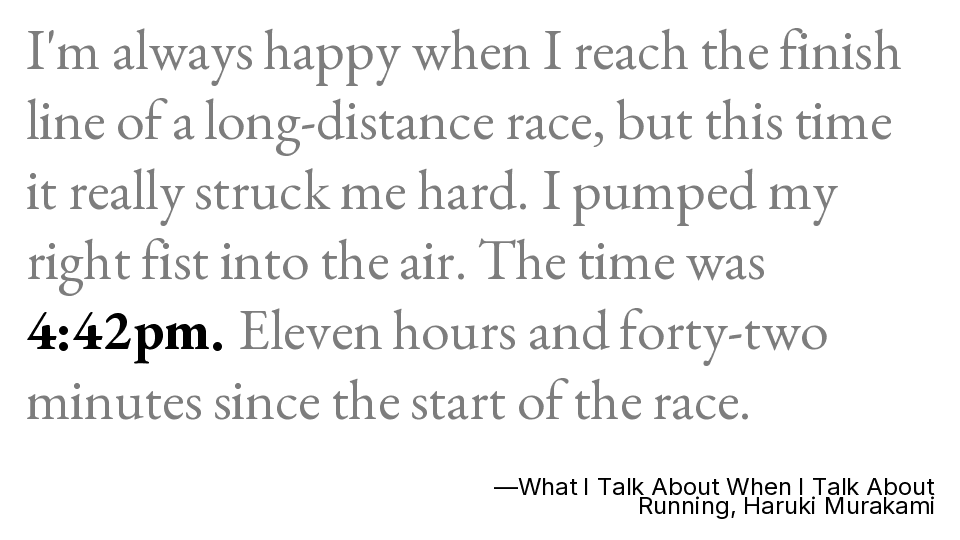 I'm always happy when I reach the finish
line of a long-distance race, but this time
it really struck me hard. I pumped my
right fist into the air. The time was
4:42pm. Eleven hours and forty-two
minutes since the start of the race.
—What I Talk About When I Talk About
Running, Haruki Murakami